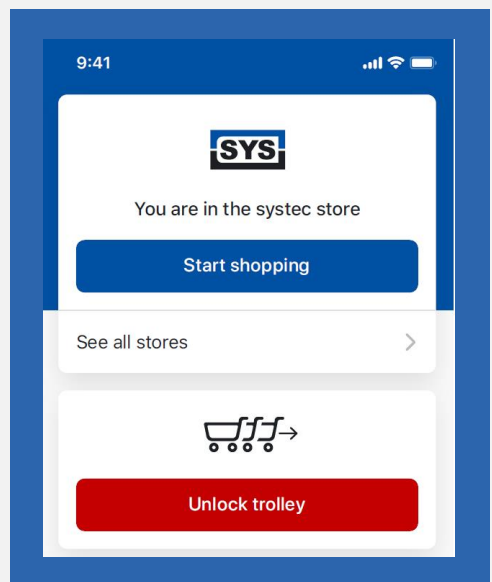 9:41
SYS
You are in the systec store
Start shopping
See all stores
Unlock trolley